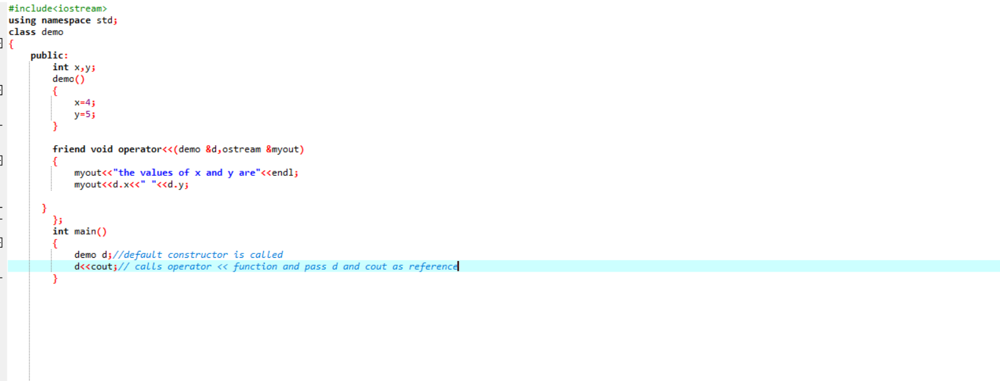 #include<iostream>
using namespace std;
class demo
{
public:
int x,y;
demo()
{
x=4;
y=5;
}
friend void operator<<(demo &d,ostream &myout)
{
myout<<"the values of x and y are"<<endl;
myout<<d.x<<" "<<d.y;
}
};
int main()
{
demo d;//default constructor is called
d<<cout;// calls operator << function and pass d and cout as reference
}